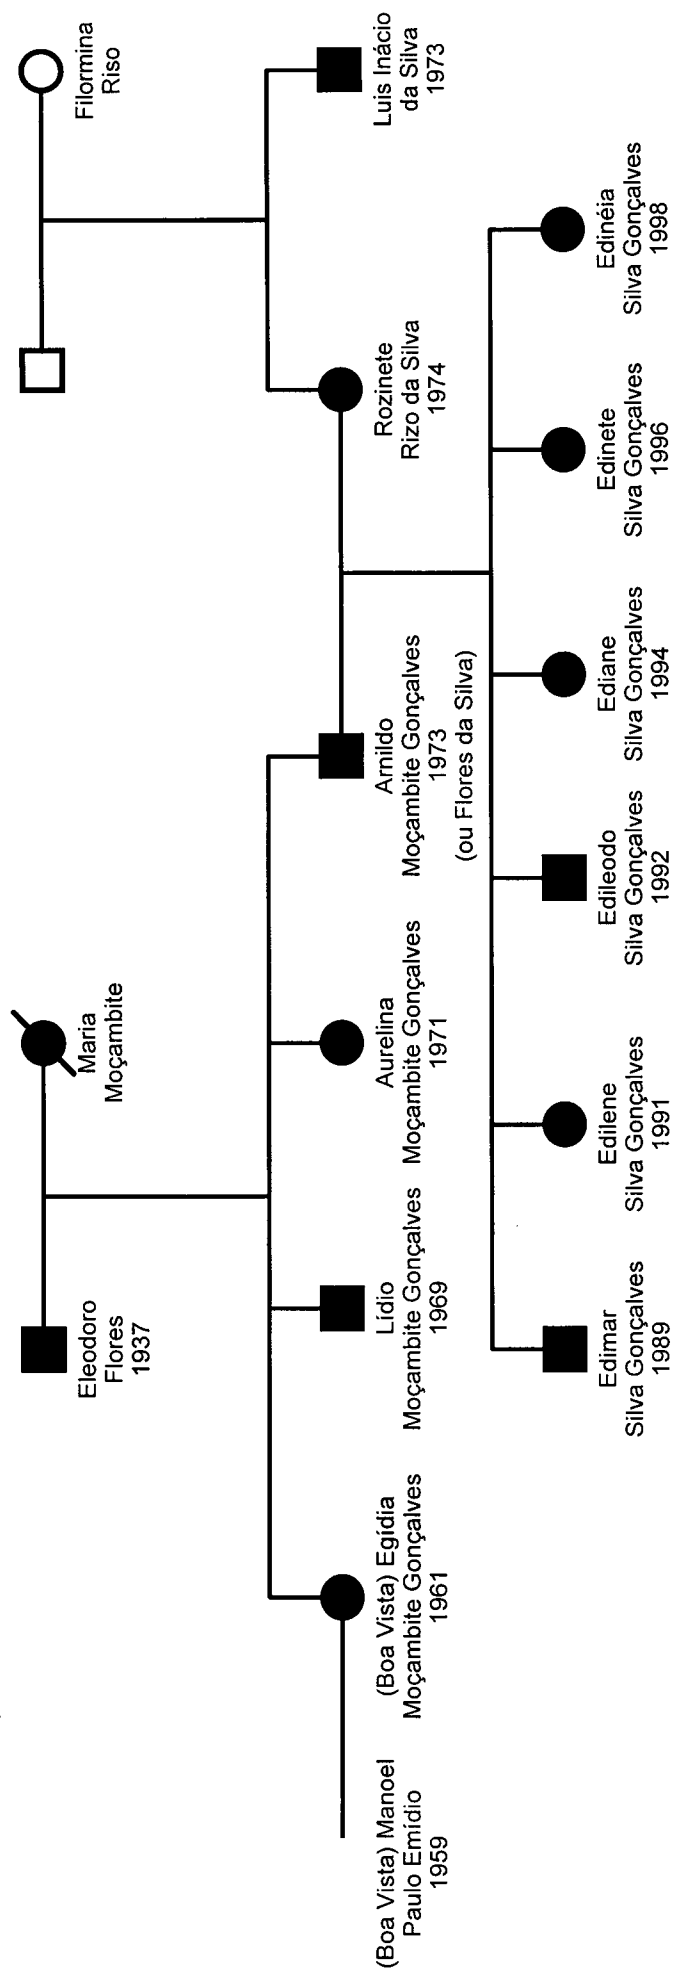 Eleodoro
Flores
1937
Maria
Moçambite
Filormina
Riso
(Boa Vista) Manoel
Paulo Emídio
1959
(Boa Vista) Egídia
Moçambite Gonçalves
1961
Lídio
Moçambite Gonçalves
1969
Aurelina
Moçambite Gonçalves
1971
Arnildo
Moçambite Gonçalves
1973
(ou Flores da Silva)
Rozinete
Rizo da Silva
1974
Luis Inácio
da Silva
1973
Edimar
Silva Gonçalves
1989
Edilene
Silva Gonçalves
1991
Edileodo
Silva Gonçalves
1992
Ediane
Silva Gonçalves
1994
Edinete
Silva Gonçalves
1996
Edinéia
Silva Gonçalves
1998